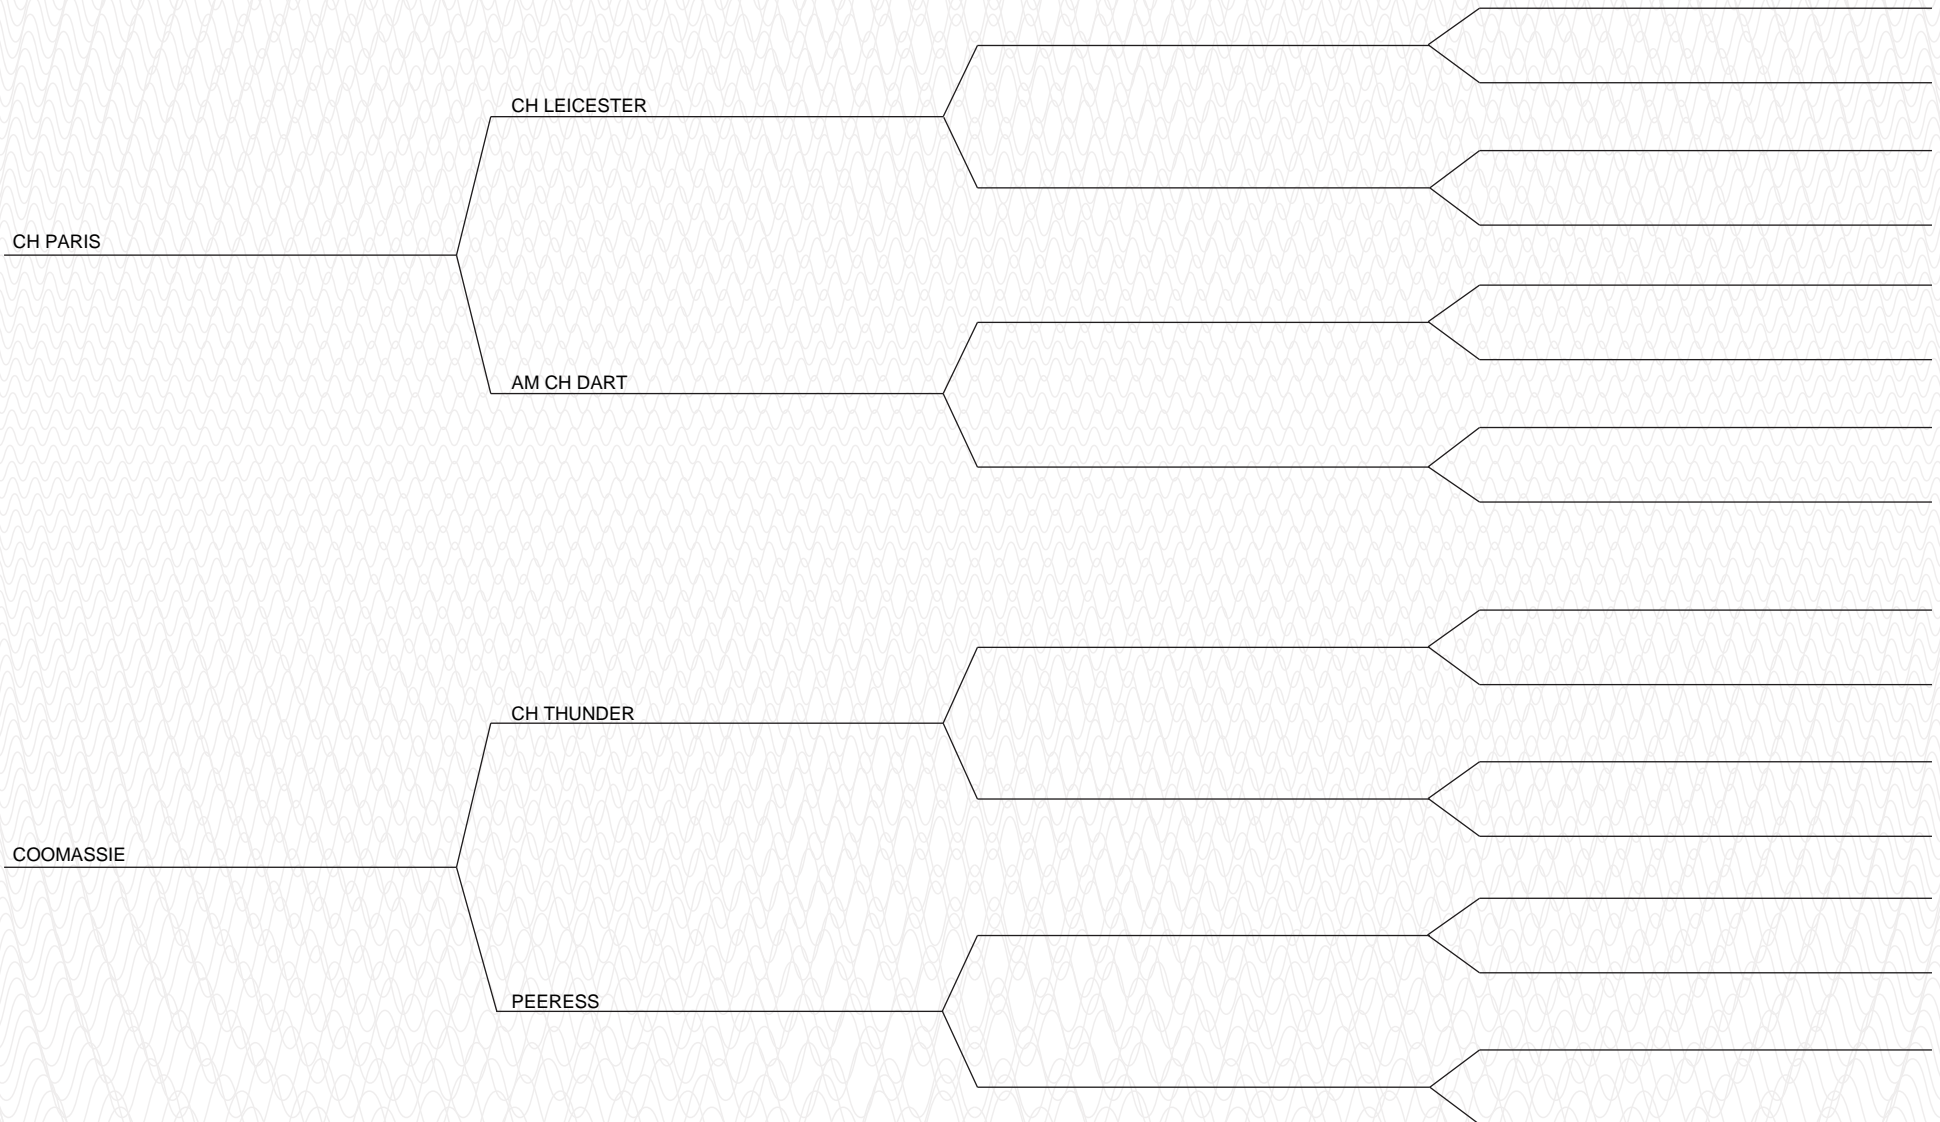 CH LEICESTER
CH PARIS
AM CH DART
CH THUNDER
COOMASSIE
PEERESS